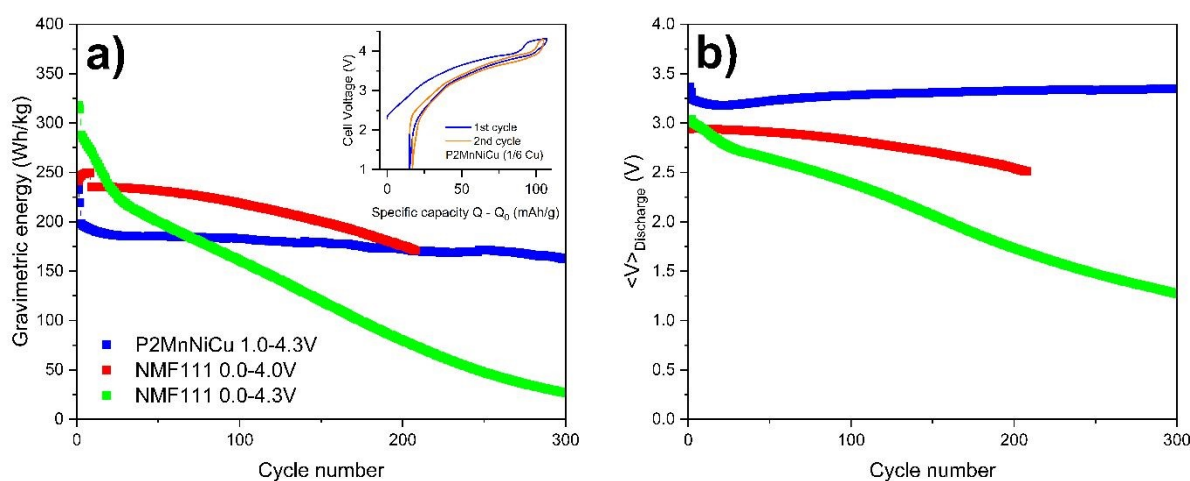 a)
Gravimetric energy (Wh/kg)
400
350
300
250
200
150
100
50
0
0
100
200
300
Cycle number
P2MnNiCu 1.0-4.3V
NMF111 0.0-4.0V
NMF111 0.0-4.3V
Cell Voltage (V)
4
3
2
1
0
50
100
Specific capacity Q - Q₀ (mAh/g)
1st cycle
2nd cycle
P2MnNiCu (1/6 Cu)
b)
<V>Discharge (V)
4.0
3.5
3.0
2.5
2.0
1.5
1.0
0.5
0.0
0
100
200
300
Cycle number